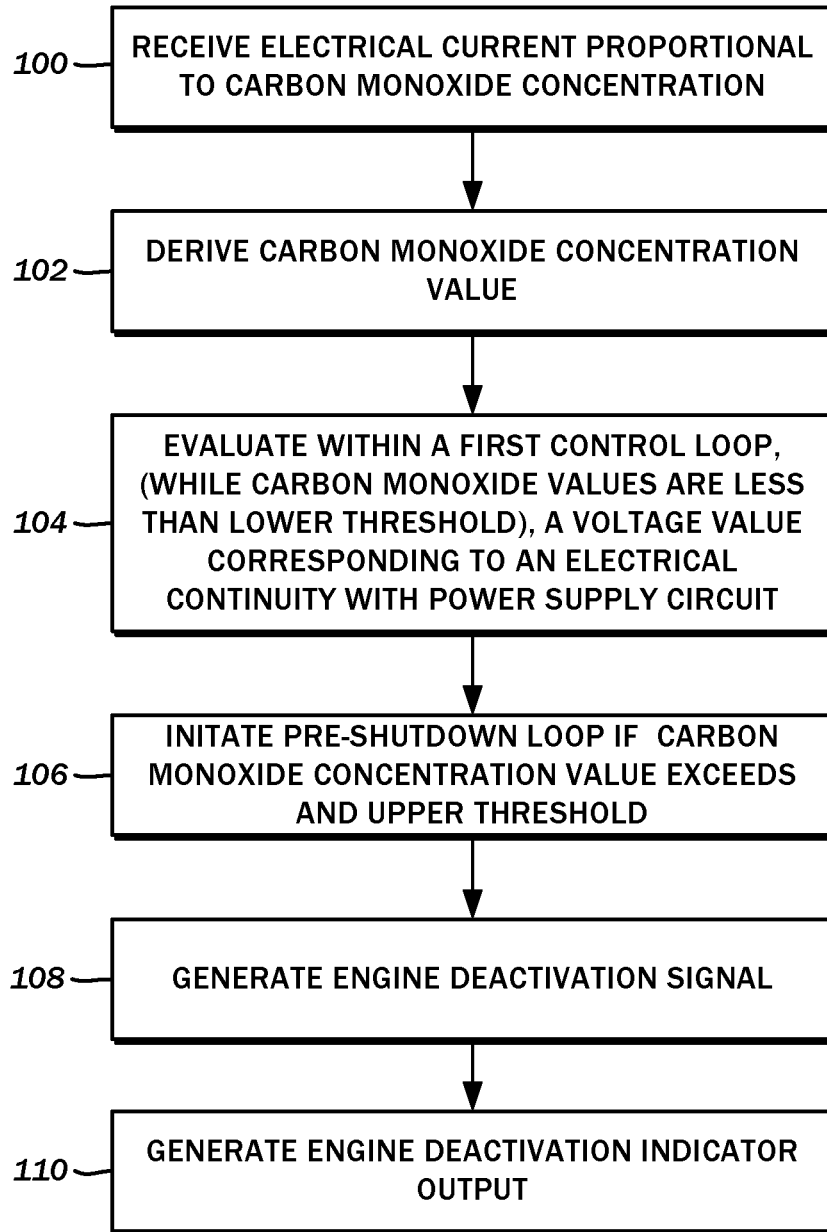 100
RECEIVE ELECTRICAL CURRENT PROPORTIONAL
TO CARBON MONOXIDE CONCENTRATION
102
DERIVE CARBON MONOXIDE CONCENTRATION
VALUE
104
EVALUATE WITHIN A FIRST CONTROL LOOP,
(WHILE CARBON MONOXIDE VALUES ARE LESS
THAN LOWER THRESHOLD), A VOLTAGE VALUE
CORRESPONDING TO AN ELECTRICAL
CONTINUITY WITH POWER SUPPLY CIRCUIT
106
INITATE PRE-SHUTDOWN LOOP IF CARBON
MONOXIDE CONCENTRATION VALUE EXCEEDS
AND UPPER THRESHOLD
108
GENERATE ENGINE DEACTIVATION SIGNAL
110
GENERATE ENGINE DEACTIVATION INDICATOR
OUTPUT